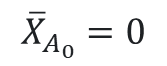 X̄_{A_0} = 0